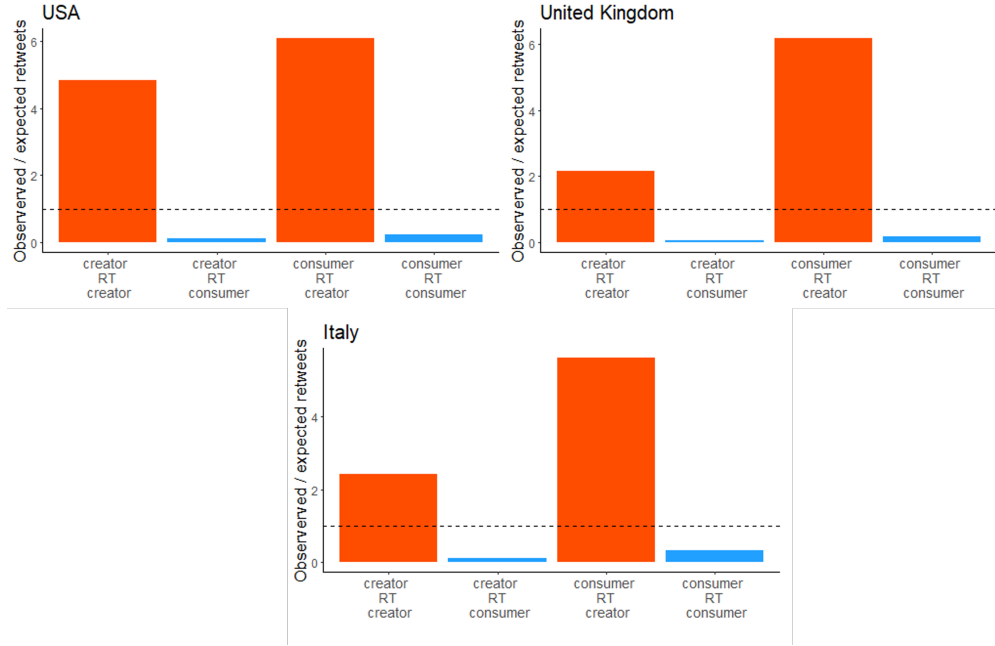 USA
Observerved / expected retweets
6
4
2
0
creator
RT
creator
creator
RT
consumer
consumer
RT
creator
consumer
RT
consumer
United Kingdom
Observerved / expected retweets
6
4
2
0
creator
RT
creator
creator
RT
consumer
consumer
RT
creator
consumer
RT
consumer
Italy
Observerved / expected retweets
4
2
0
creator
RT
creator
creator
RT
consumer
consumer
RT
creator
consumer
RT
consumer